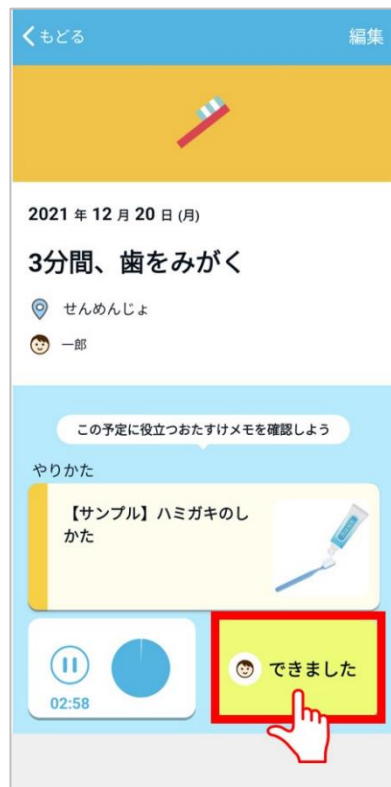 もどる 編集
2021 年 12 月 20 日 (月)
3分間、歯をみがく
せんめんじょ
一郎
この予定に役立つおたすけメモを確認しよう
やりかた
【サンプル】ハミガキのし
かた
できました
02:58